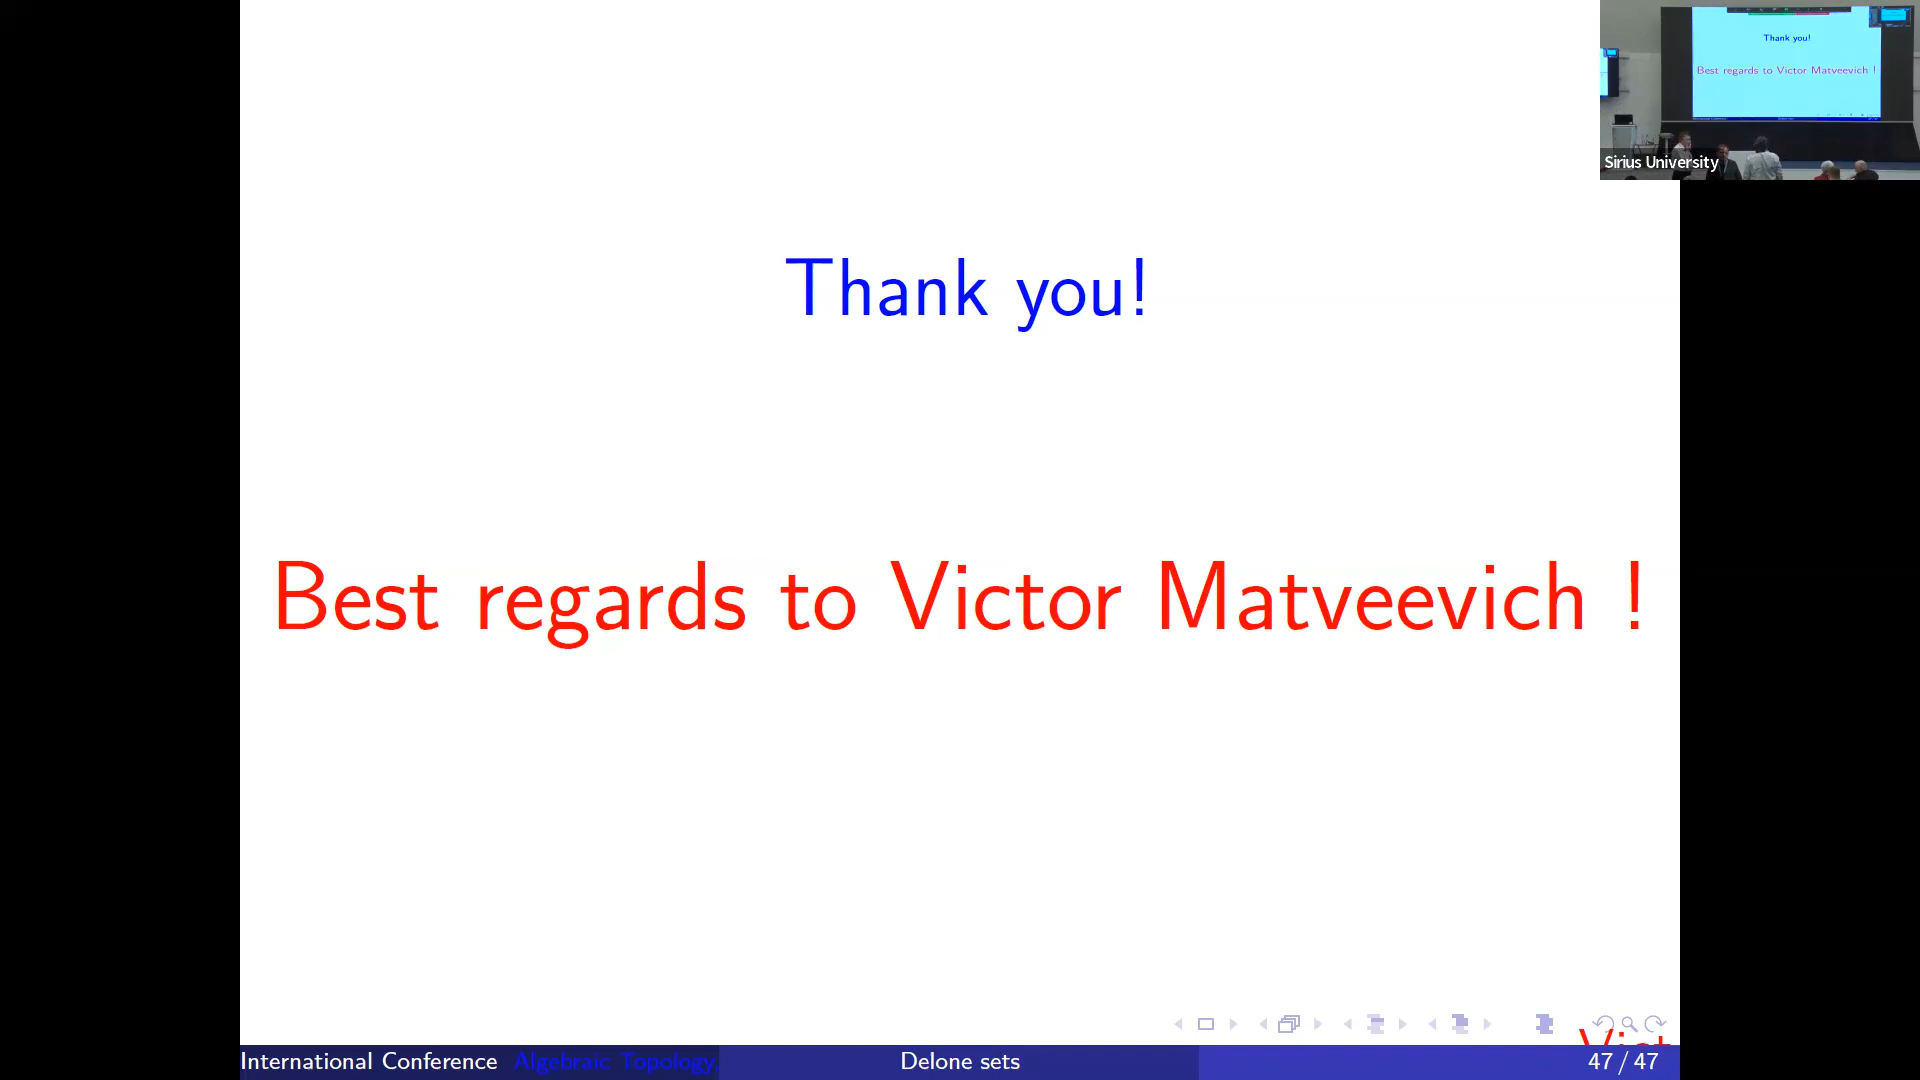 Thank you!
Best regards to Victor Matveevich !
Thank you!
Best regards to Victor Matveevich !
Sirius University
International Conference Algebraic Topology,
Delone sets
47 / 47